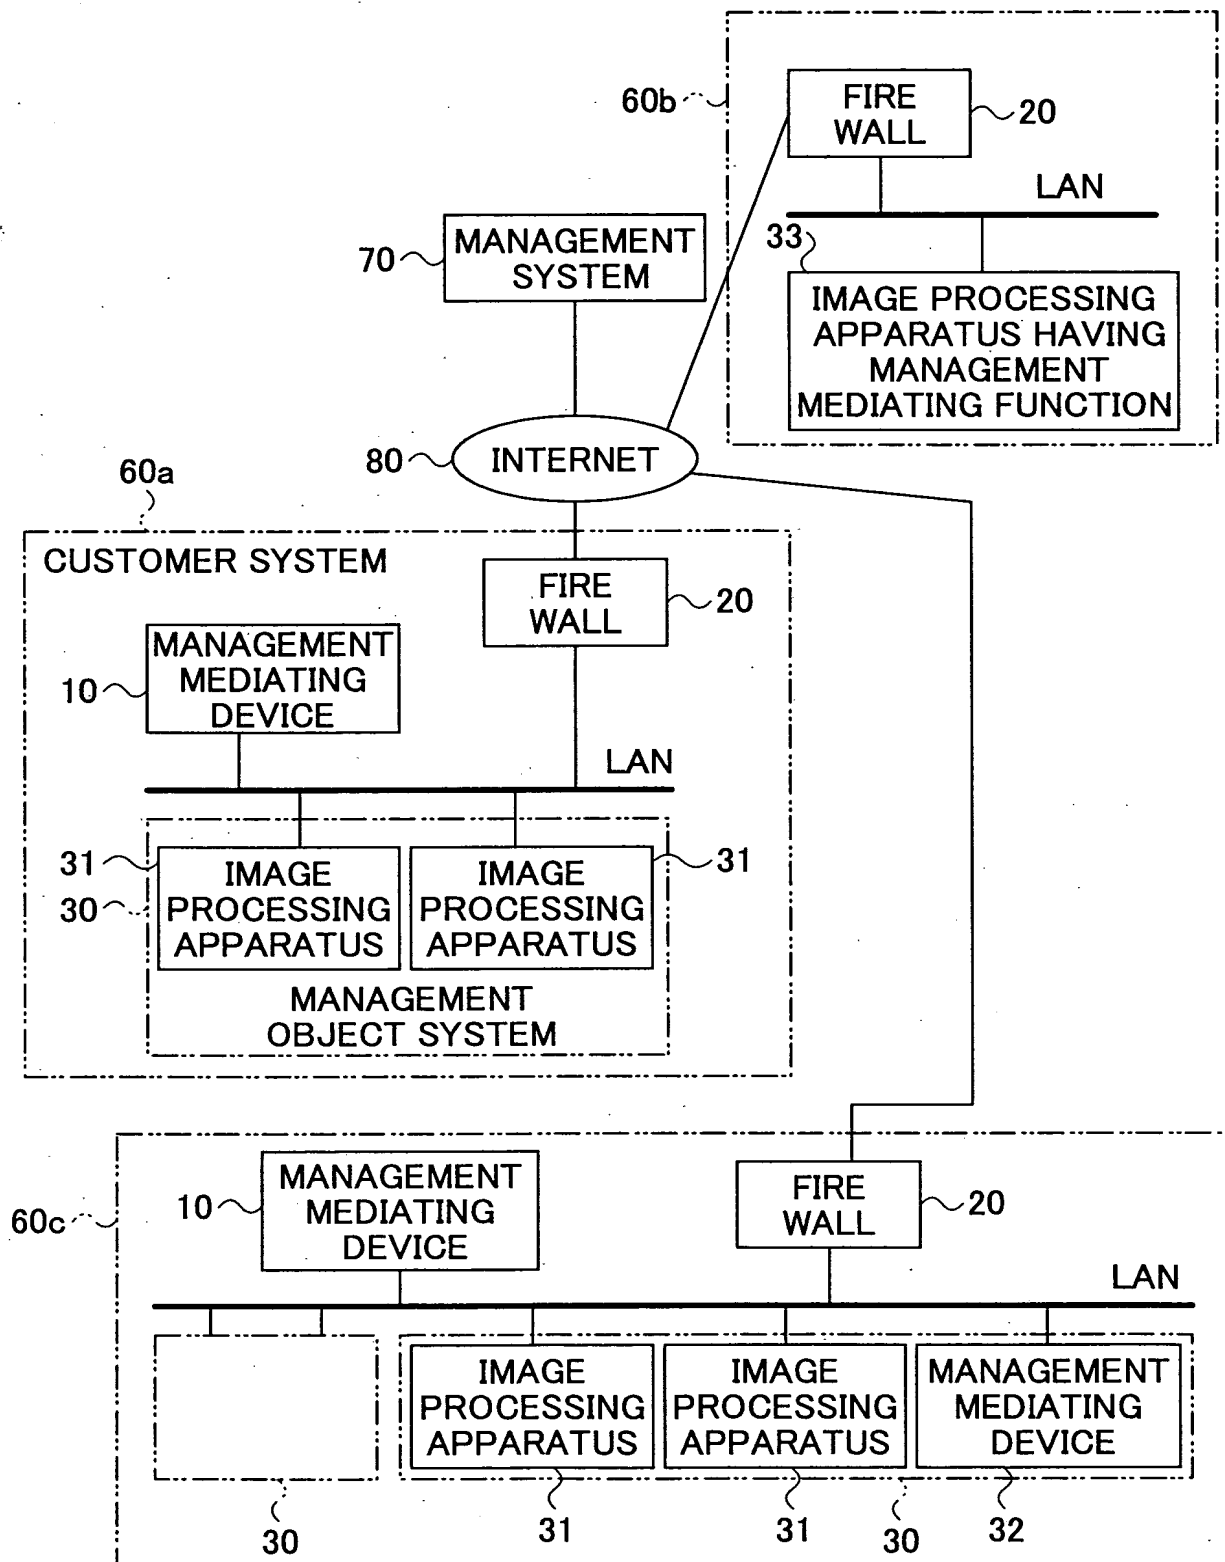 60b
FIRE
WALL
20
LAN
33
IMAGE PROCESSING
APPARATUS HAVING
MANAGEMENT
MEDIATING FUNCTION
70
MANAGEMENT
SYSTEM
80
INTERNET
60a
CUSTOMER SYSTEM
FIRE
WALL
20
10
MANAGEMENT
MEDIATING
DEVICE
LAN
31
30
IMAGE
PROCESSING
APPARATUS
IMAGE
PROCESSING
APPARATUS
31
MANAGEMENT
OBJECT SYSTEM
60c
10
MANAGEMENT
MEDIATING
DEVICE
FIRE
WALL
20
LAN
IMAGE
PROCESSING
APPARATUS
IMAGE
PROCESSING
APPARATUS
MANAGEMENT
MEDIATING
DEVICE
30
31
31
30
32